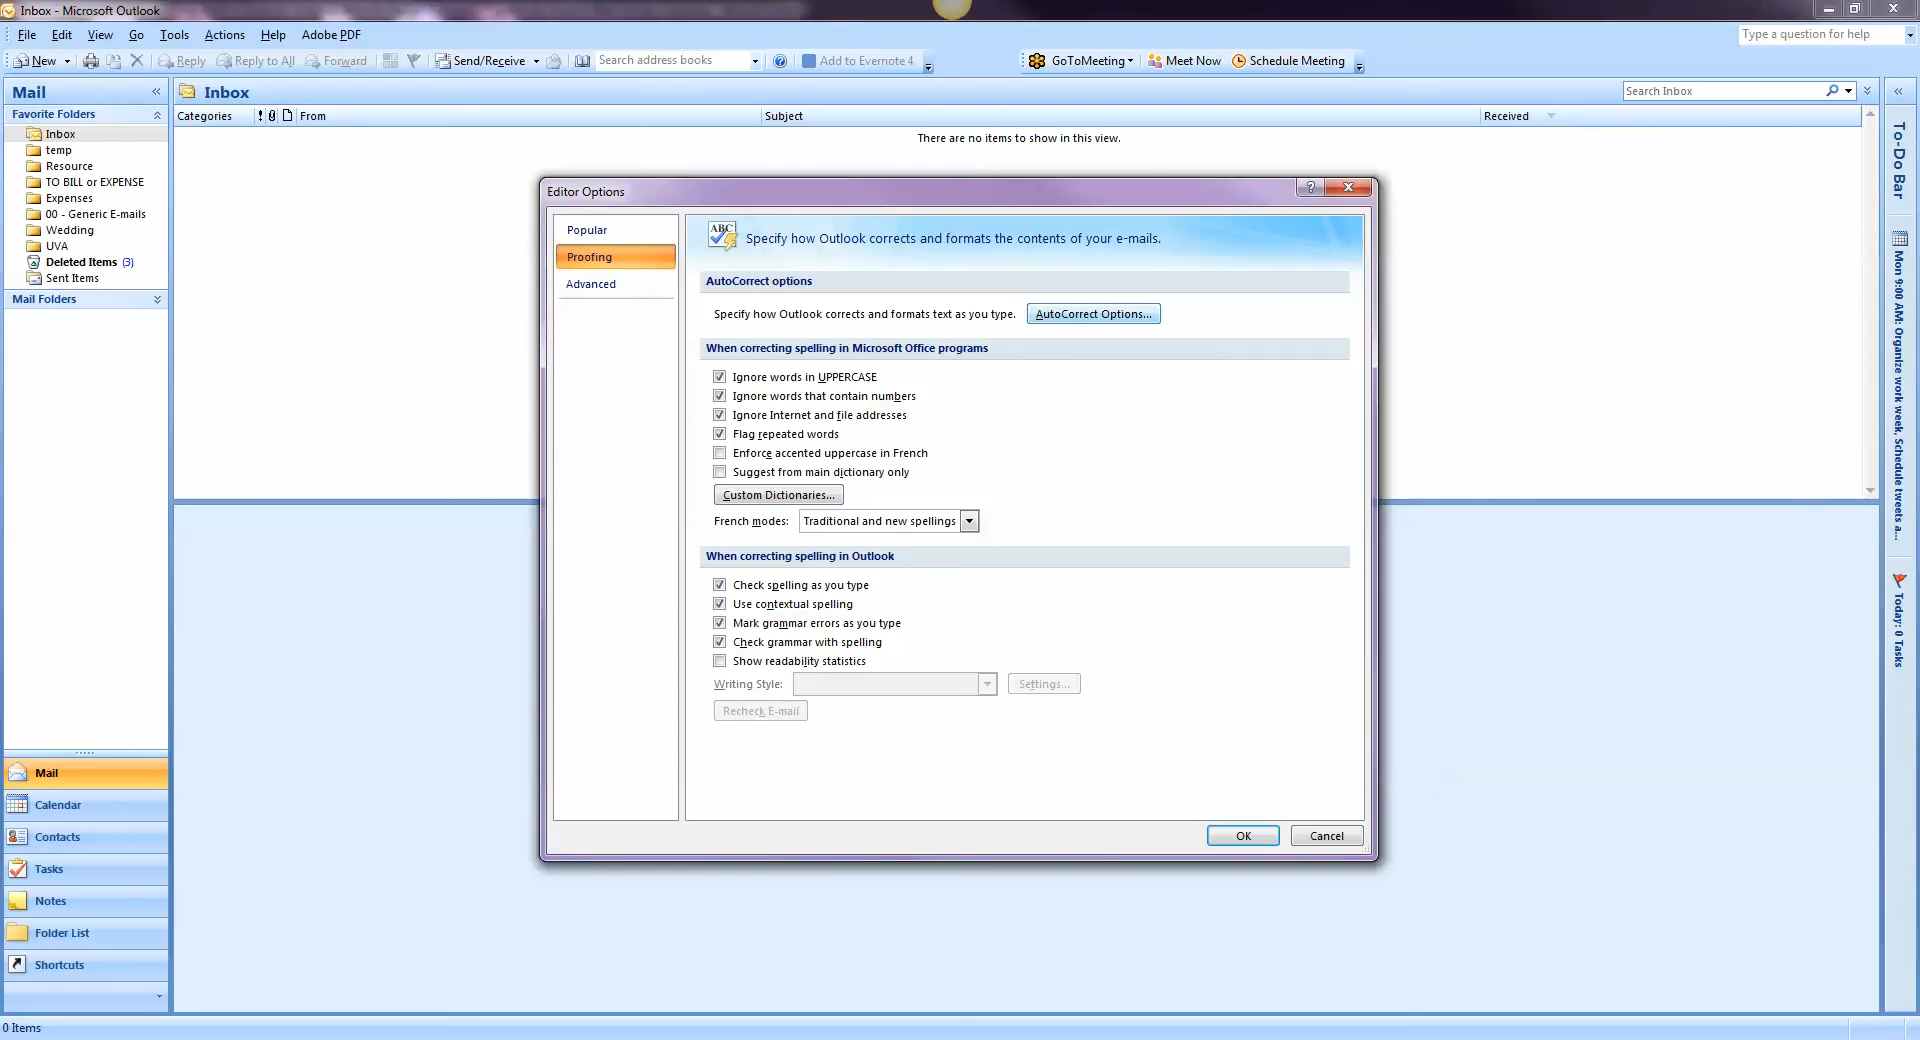 Inbox - Microsoft Outlook
File Edit View Go Tools Actions Help Adobe PDF
Type a question for help
New Reply Reply to All Forward Send/Receive Search address books Add to Evernote 4 GoToMeeting Meet Now Schedule Meeting
Mail
Favorite Folders
Inbox
temp
Resource
TO BILL or EXPENSE
Expenses
00 - Generic E-mails
Wedding
UVA
Deleted Items (3)
Sent Items
Mail Folders
Mail
Calendar
Contacts
Tasks
Notes
Folder List
Shortcuts
Inbox
Search Inbox
Categories From Subject Received
There are no items to show in this view.
Editor Options
Popular
Proofing
Advanced
ABC
Specify how Outlook corrects and formats the contents of your e-mails.
AutoCorrect options
Specify how Outlook corrects and formats text as you type. AutoCorrect Options...
When correcting spelling in Microsoft Office programs
Ignore words in UPPERCASE
Ignore words that contain numbers
Ignore Internet and file addresses
Flag repeated words
Enforce accented uppercase in French
Suggest from main dictionary only
Custom Dictionaries...
French modes: Traditional and new spellings
When correcting spelling in Outlook
Check spelling as you type
Use contextual spelling
Mark grammar errors as you type
Check grammar with spelling
Show readability statistics
Writing Style: Settings...
Recheck E-mail
OK Cancel
To-Do Bar
Mon 9:00 AM: Organize work week, Schedule tweets a...
Today: 0 Tasks
0 Items